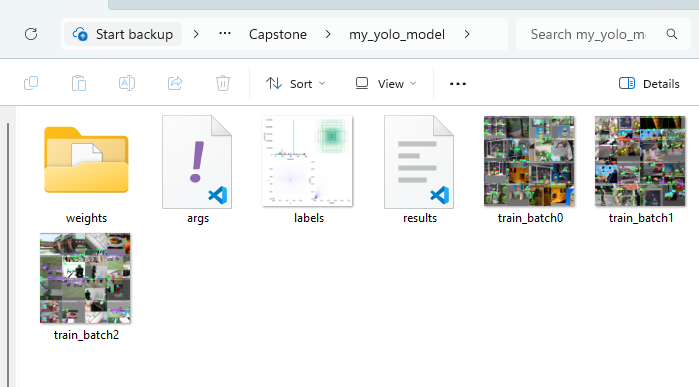 Start backup > ··· Capstone > my_yolo_model >
Search my_yolo_m
Sort View ··· Details
weights args labels results train_batch0 train_batch1
train_batch2